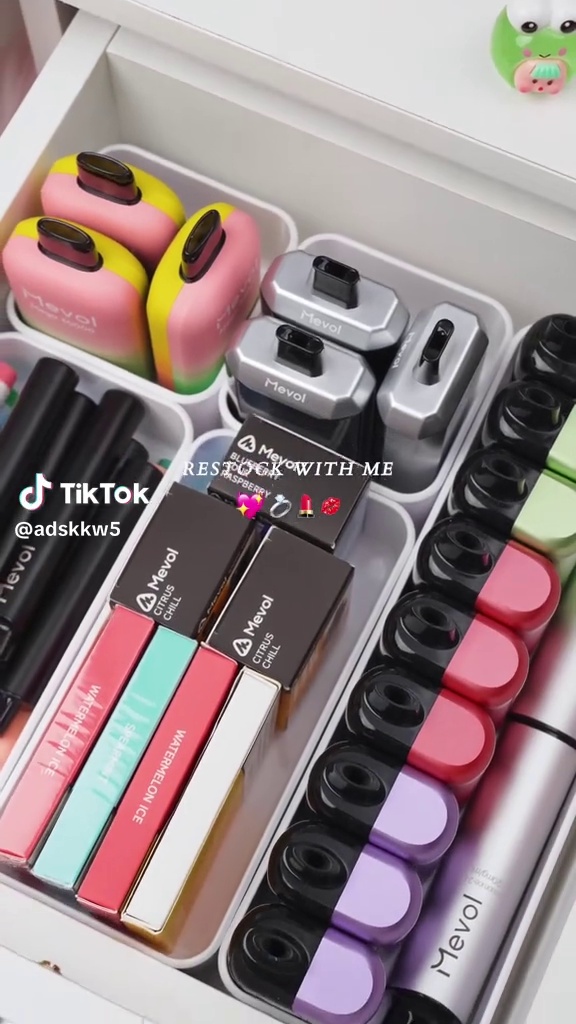 Mevol
Mevol
Mevol
RESTOCK WITH ME
💖 💍 💄 💋
TikTok
@adskkw5
Mevol
BLUEBERRY
SOUR
RASPBERRY
Mevol
CITRUS
CHILL
Mevol
CITRUS
CHILL
Mevol
WATERMELON ICE
WATERMELON ICE
Mevol